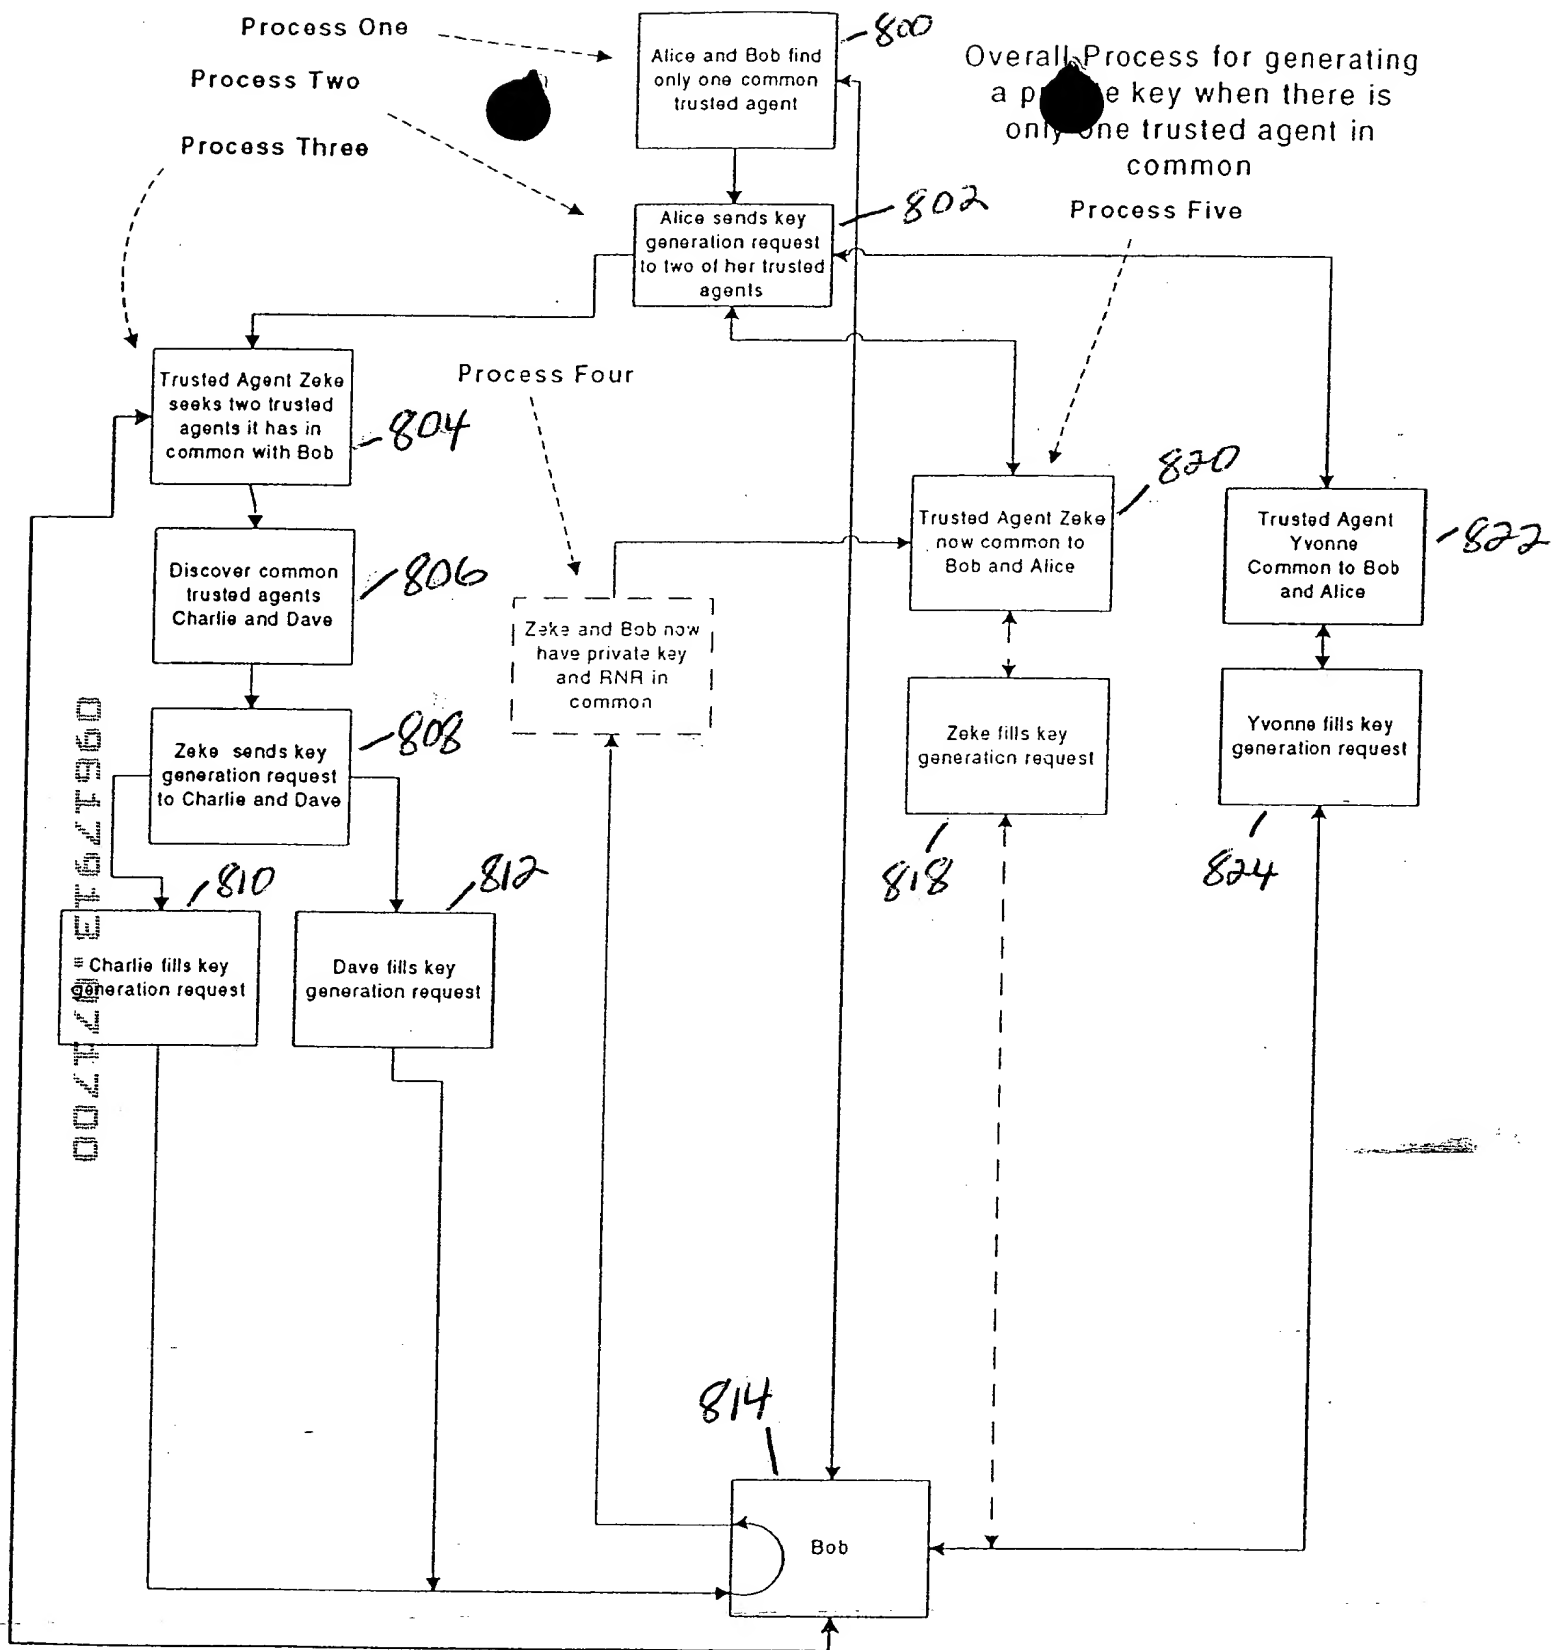 Process One
Process Two
Process Three
Alice and Bob find
only one common
trusted agent
800
Overall Process for generating
a e key when there is
only one trusted agent in
common
Process Five
Alice sends key
generation request
to two of her trusted
agents
802
Trusted Agent Zeke
seeks two trusted
agents it has in
common with Bob
804
Process Four
Discover common
trusted agents
Charlie and Dave
806
Zeke and Bob now
have private key
and RNR in
common
Trusted Agent Zeke
now common to
Bob and Alice
820
Trusted Agent
Yvonne
Common to Bob
and Alice
822
Zeke sends key
generation request
to Charlie and Dave
808
Zeke fills key
generation request
818
Yvonne fills key
generation request
824
Charlie fills key
generation request
810
Dave fills key
generation request
812
814
Bob